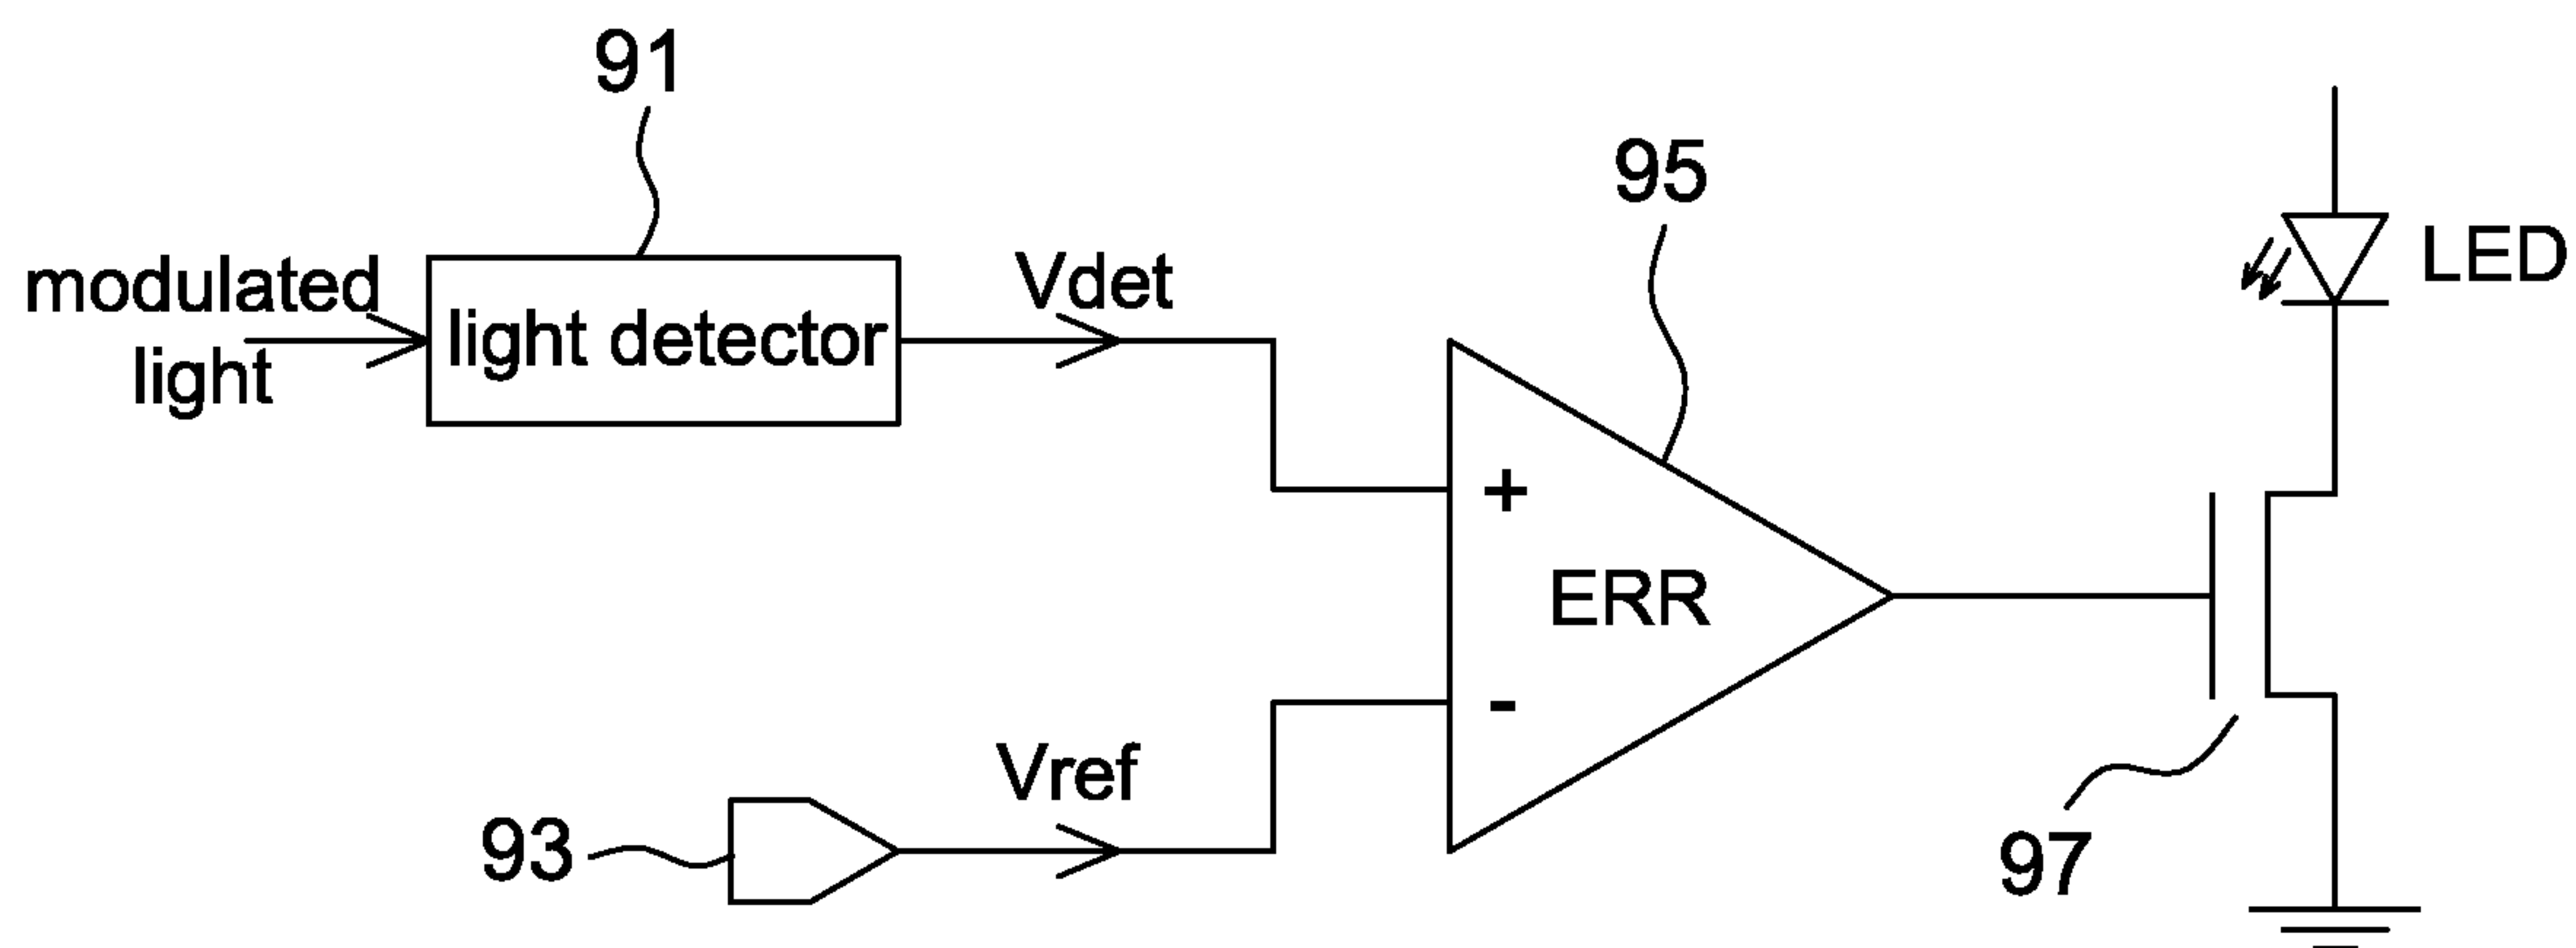 91
modulated
light
light detector
Vdet
95
LED
+
ERR
-
Vref
93
97